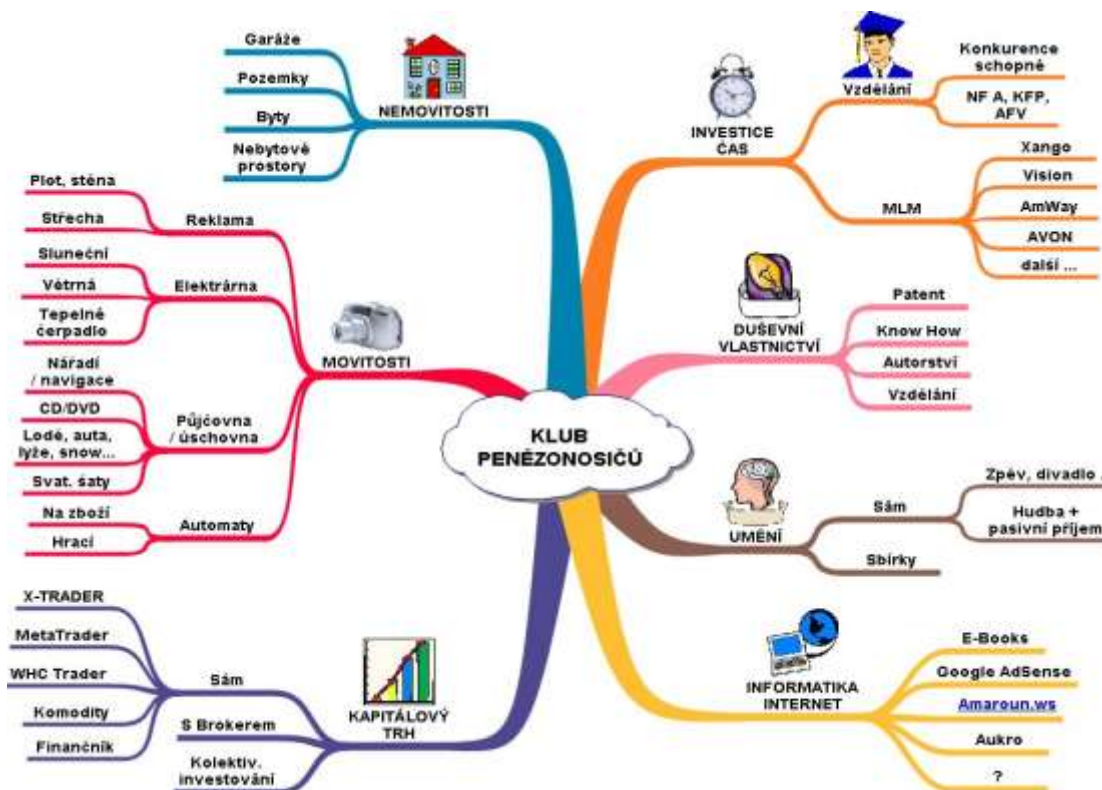 Garáže
Pozemky
Byty
Nebytové
prostory
NEMOVITOSTI
Plot, stěna
Střecha
Reklama
Sluneční
Větrná
Tepelné
čerpadlo
Elektrárna
Nářadí
/ navigace
CD/DVD
Lodě, auta,
lyže, snow...
Svat. šaty
Půjčovna
/ úschovna
Na zboží
Hrací
Automaty
MOVITOSTI
X-TRADER
MetaTrader
WHC Trader
Komodity
Finančník
Sám
S Brokerem
Kolektiv.
investování
KAPITÁLOVÝ
TRH
KLUB
PENĚZONOSIČŮ
INVESTICE
ČAS
Vzdělání
Konkurence
schopné
NF A, KFP,
AFV
MLM
Xango
Vision
AmWay
AVON
další ...
DUŠEVNÍ
VLASTNICTVÍ
Patent
Know How
Autorství
Vzdělání
UMĚNÍ
Sám
Zpěv, divadlo .
Hudba +
pasivní příjem
Sbírky
INFORMATIKA
INTERNET
E-Books
Google AdSense
Amaroun.ws
Aukro
?